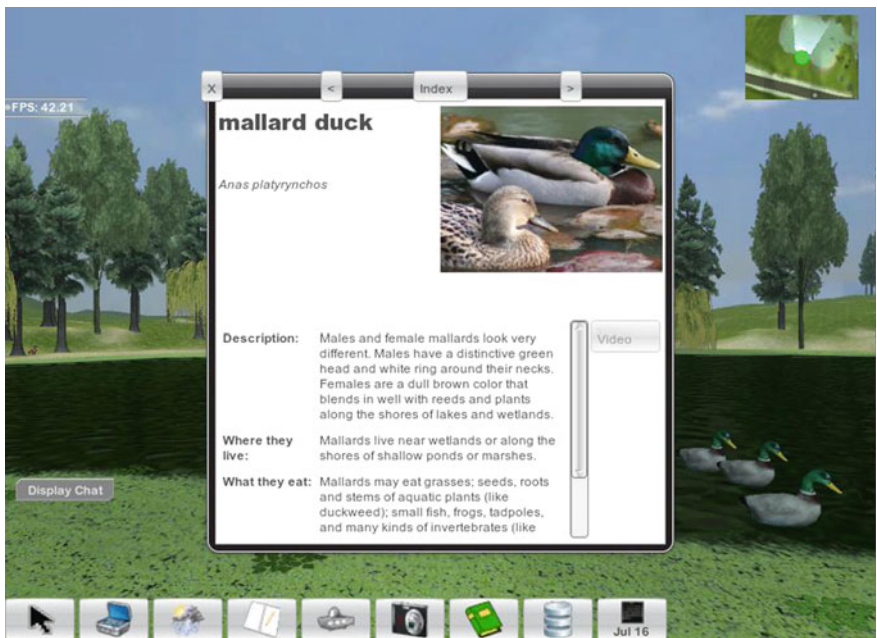 FPS: 42.21
X
<
Index
>
mallard duck
Anas platyrynchos
Description:
Males and female mallards look very
different. Males have a distinctive green
head and white ring around their necks.
Females are a dull brown color that
blends in well with reeds and plants
along the shores of lakes and wetlands.
Video
Where they
live:
Mallards live near wetlands or along the
shores of shallow ponds or marshes.
What they eat:
Mallards may eat grasses; seeds, roots
and stems of aquatic plants (like
duckweed); small fish, frogs, tadpoles,
and many kinds of invertebrates (like
Display Chat
Jul 16